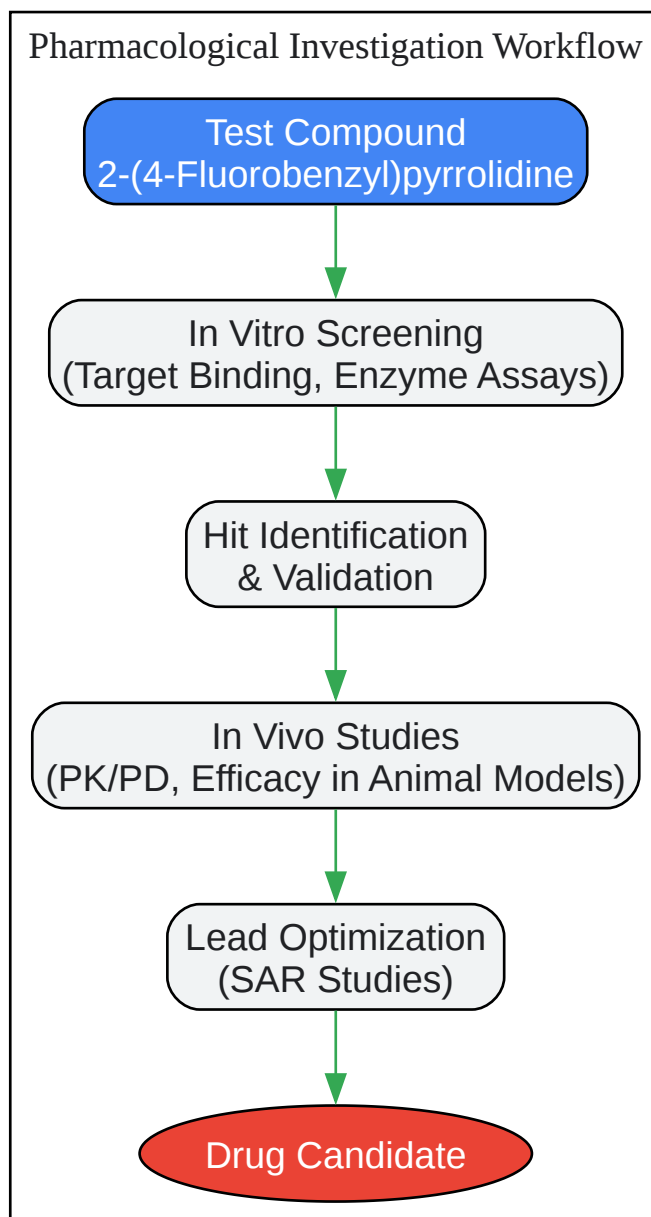 Pharmacological Investigation Workflow
Test Compound
2-(4-Fluorobenzyl)pyrrolidine
In Vitro Screening
(Target Binding, Enzyme Assays)
Hit Identification
& Validation
In Vivo Studies
(PK/PD, Efficacy in Animal Models)
Lead Optimization
(SAR Studies)
Drug Candidate